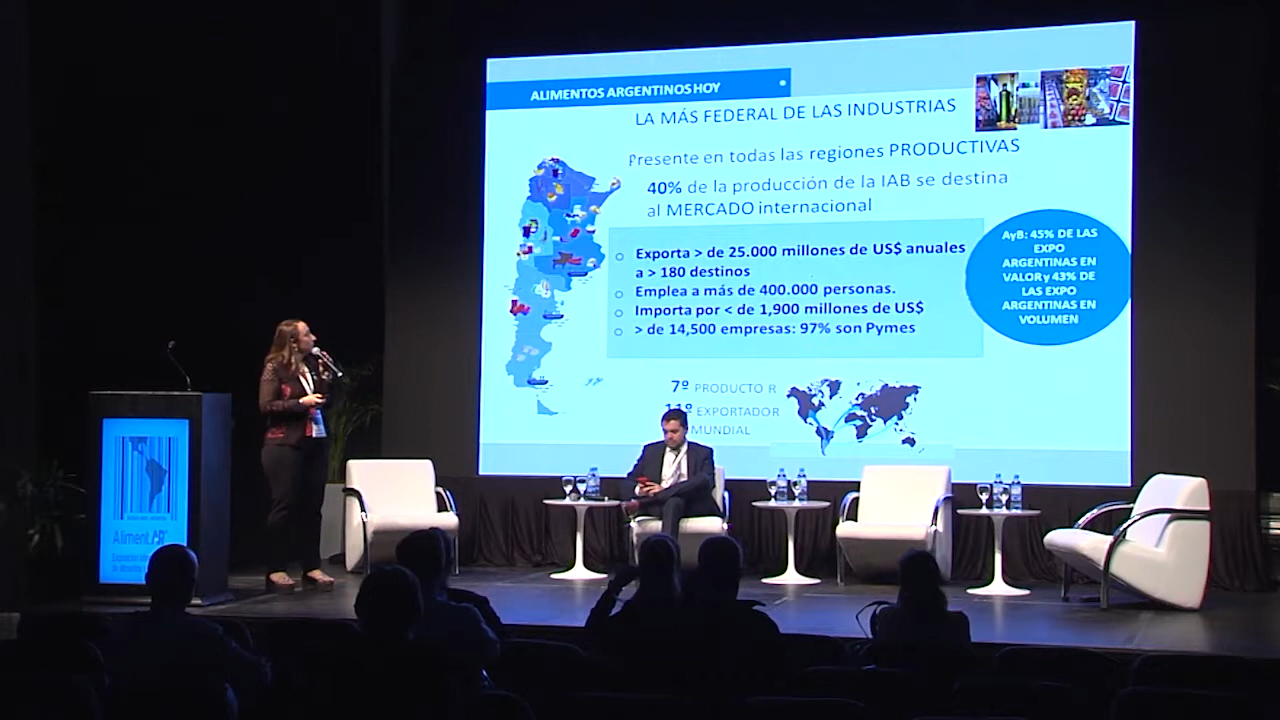 ALIMENTOS ARGENTINOS HOY
LA MÁS FEDERAL DE LAS INDUSTRIAS
Presente en todas las regiones PRODUCTIVAS
40% de la producción de la IAB se destina
al MERCADO internacional
Exporta > de 25.000 millones de US$ anuales
a > 180 destinos
Emplea a más de 400.000 personas.
Importa por < de 1,900 millones de US$
> de 14,500 empresas: 97% son Pymes
AyB: 45% DE LAS
EXPO
ARGENTINAS EN
VALOR y 43% DE
LAS EXPO
ARGENTINAS EN
VOLUMEN
7º PRODUCTO R
11º EXPORTADOR
MUNDIAL
Aliment.AR